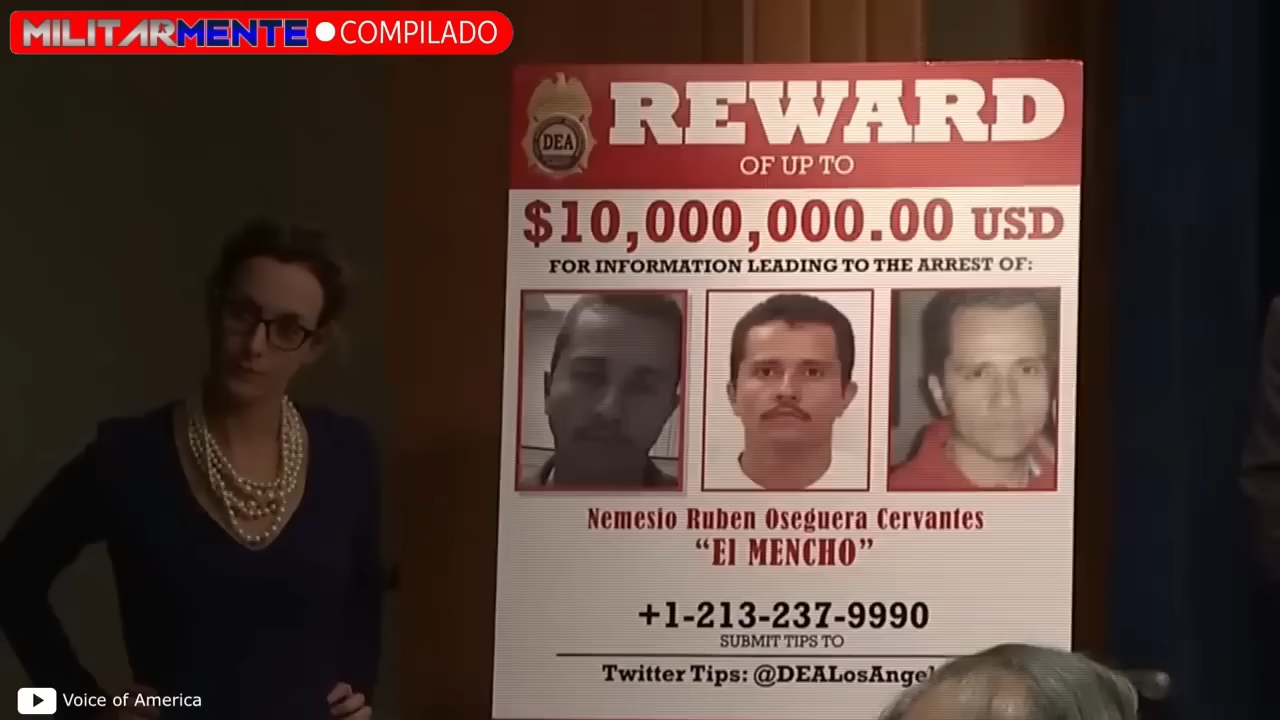 MILITARMENTE COMPILADO
DEA
REWARD
OF UP TO
$10,000,000.00 USD
FOR INFORMATION LEADING TO THE ARREST OF:
Nemesio Ruben Oseguera Cervantes
“El MENCHO”
+1-213-237-9990
SUBMIT TIPS TO
Twitter Tips: @DEALosAngel
Voice of America